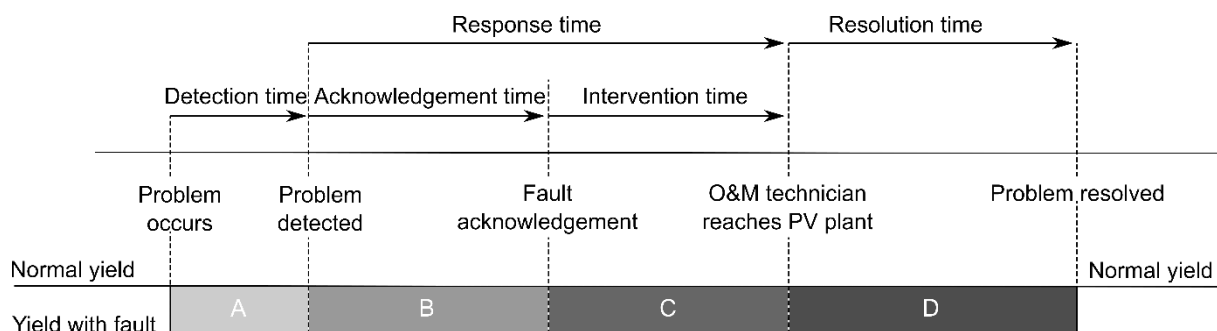 Response time
Resolution time
Detection time
Acknowledgement time
Intervention time
Problem
occurs
Problem
detected
Fault
acknowledgement
O&M technician
reaches PV plant
Problem resolved
Normal yield
Normal yield
A
B
C
D
Yield with fault